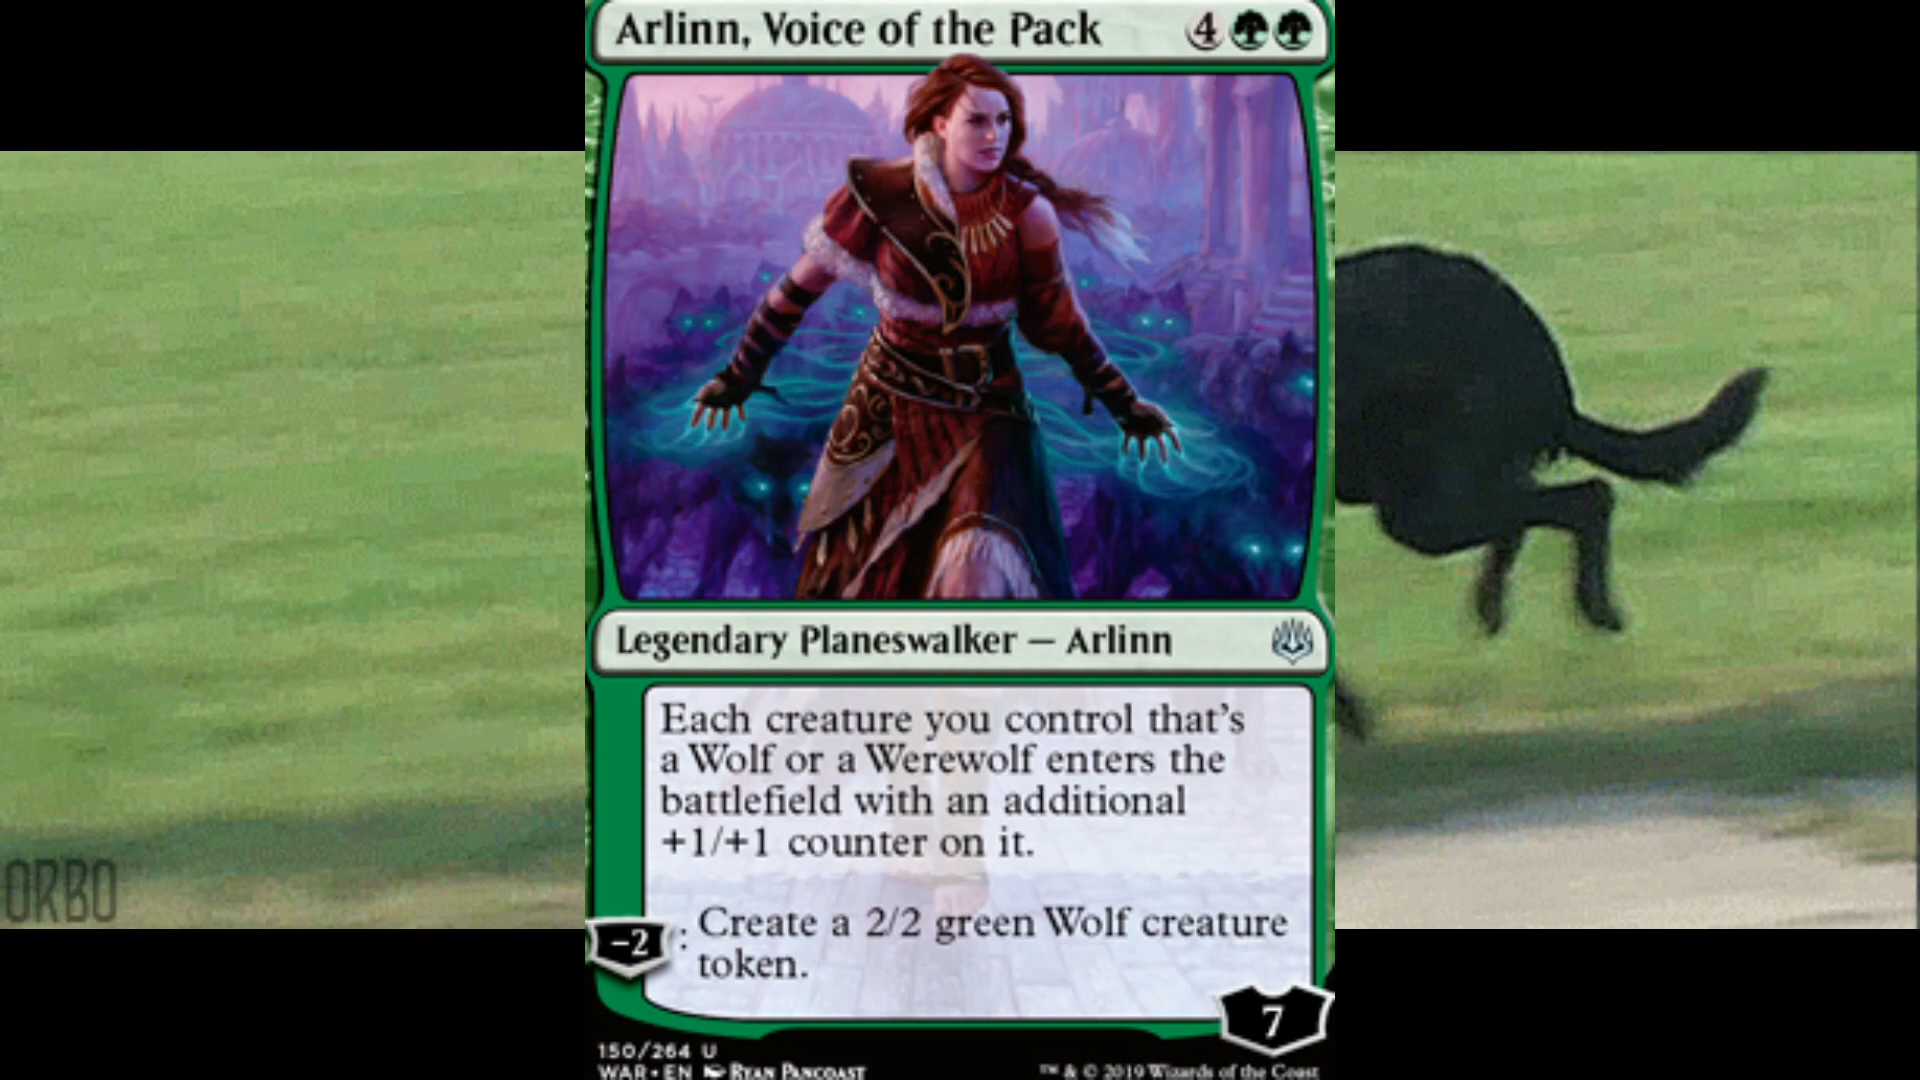 Arlinn, Voice of the Pack 4
Legendary Planeswalker — Arlinn
Each creature you control that's
a Wolf or a Werewolf enters the
battlefield with an additional
+1/+1 counter on it.
−2 : Create a 2/2 green Wolf creature
token.
7
150/264 U
WAR • EN Ryan Pancoast
™ & © 2019 Wizards of the Coast
ORBO